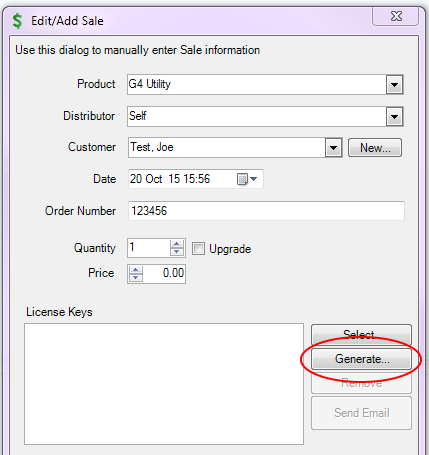 Edit/Add Sale
Use this dialog to manually enter Sale information
Product G4 Utility
Distributor Self
Customer Test, Joe New...
Date 20 Oct 15 15:56
Order Number 123456
Quantity 1 Upgrade
Price 0.00
License Keys
Select...
Generate...
Remove
Send Email